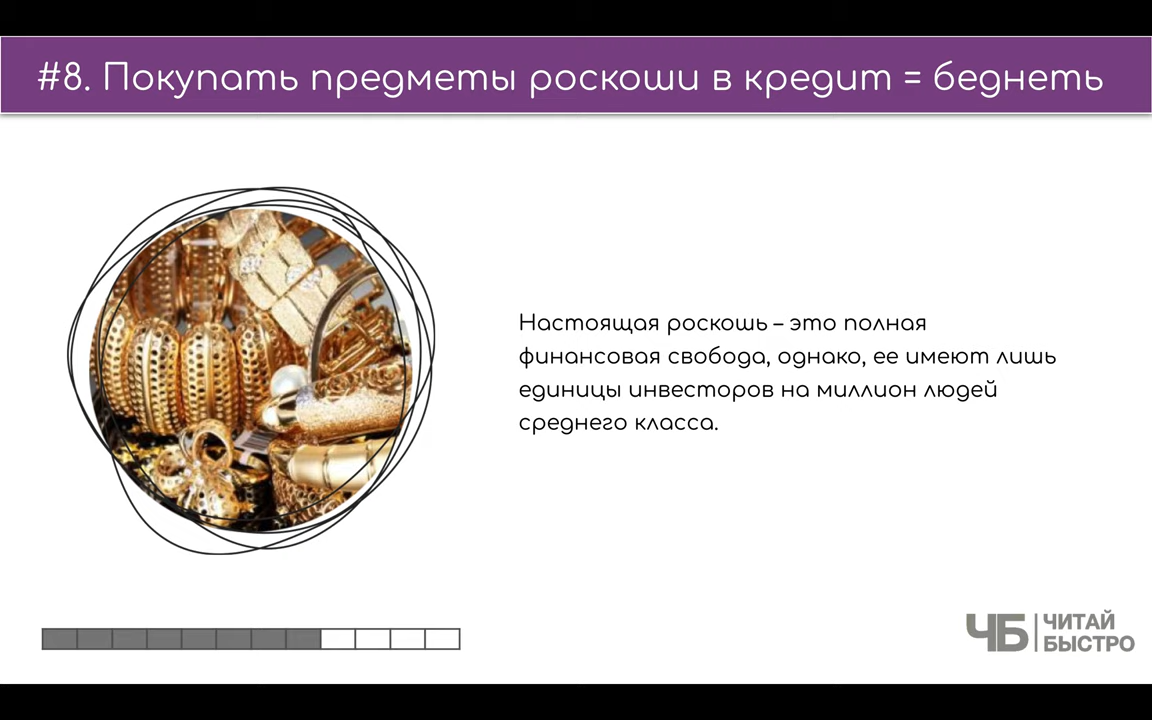 #8. Покупать предметы роскоши в кредит = беднеть
Настоящая роскошь – это полная
финансовая свобода, однако, ее имеют лишь
единицы инвесторов на миллион людей
среднего класса.
ЧБ
ЧИТАЙ
БЫСТРО